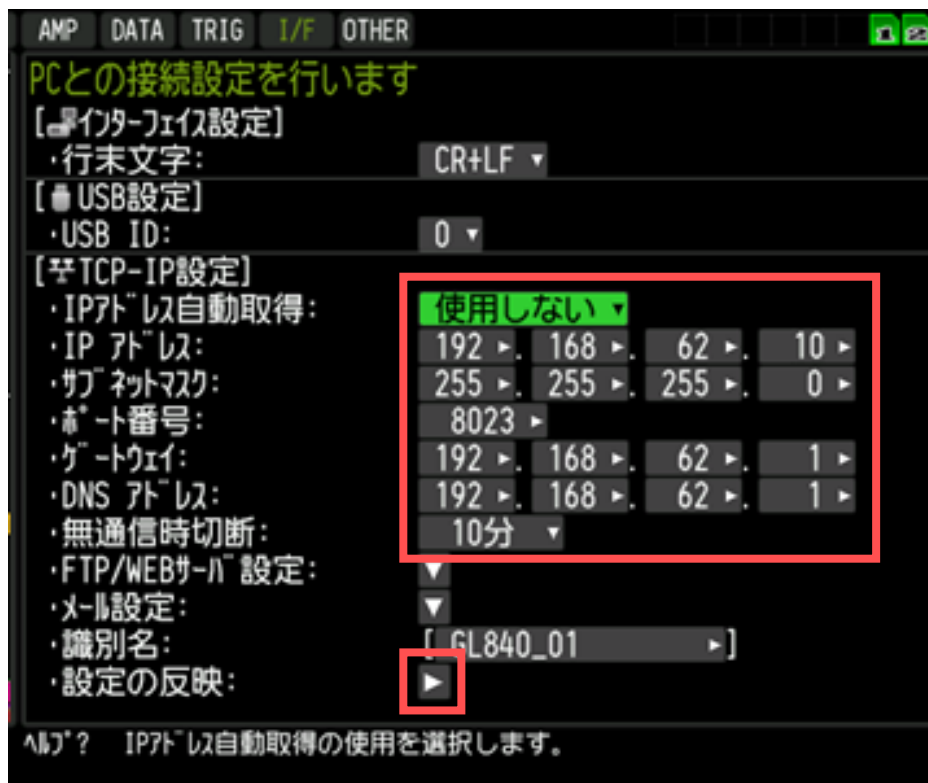 AMP DATA TRIG I/F OTHER 1 2
PCとの接続設定を行います
[インターフェイス設定]
・行末文字: CR+LF ▼
[USB設定]
・USB ID: 0 ▼
[TCP-IP設定]
・IPアドレス自動取得: 使用しない ▼
・IP アドレス: 192 ►. 168 ►. 62 ►. 10 ►
・サブネットマスク: 255 ►. 255 ►. 255 ►. 0 ►
・ポート番号: 8023 ►
・ゲートウェイ: 192 ►. 168 ►. 62 ►. 1 ►
・DNS アドレス: 192 ►. 168 ►. 62 ►. 1 ►
・無通信時切断: 10分 ▼
・FTP/WEBサーバ設定: ▼
・メール設定: ▼
・識別名: [ GL840_01 ►]
・設定の反映: ►
ヘルプ? IPアドレス自動取得の使用を選択します。